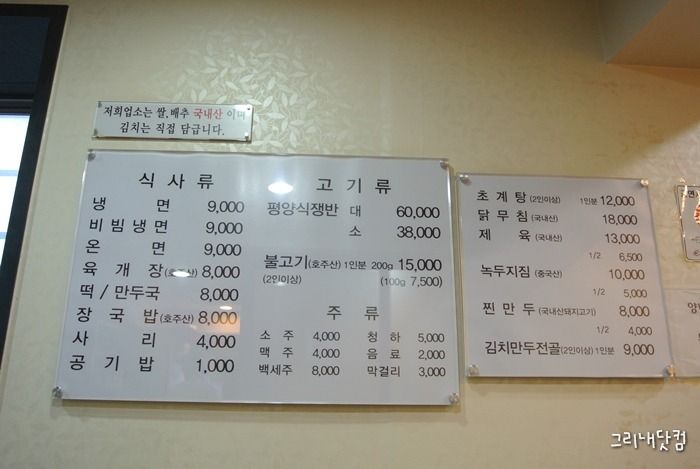 저희업소는 쌀,배추 국내산 이며
김치는 직접 담급니다.
식 사 류
냉 면 9,000
비 빔 냉 면 9,000
온 면 9,000
육 개 장 (호주산) 8,000
떡 / 만두국 8,000
장 국 밥 (호주산) 8,000
사 리 4,000
공 기 밥 1,000
고 기 류
평양식쟁반 대 60,000
소 38,000
불고기(호주산) 1인분 200g 15,000
(2인이상) (100g 7,500)
주 류
소 주 4,000 청 하 5,000
맥 주 4,000 음 료 2,000
백세주 8,000 막걸리 3,000
초 계 탕 (2인이상) 1인분 12,000
닭 무 침 (국내산) 18,000
제 육 (국내산) 13,000
1/2 6,500
녹두지짐 (중국산) 10,000
1/2 5,000
찐 만 두 (국내산돼지고기) 8,000
1/2 4,000
김치만두전골(2인이상) 1인분 9,000
그리내닷컴